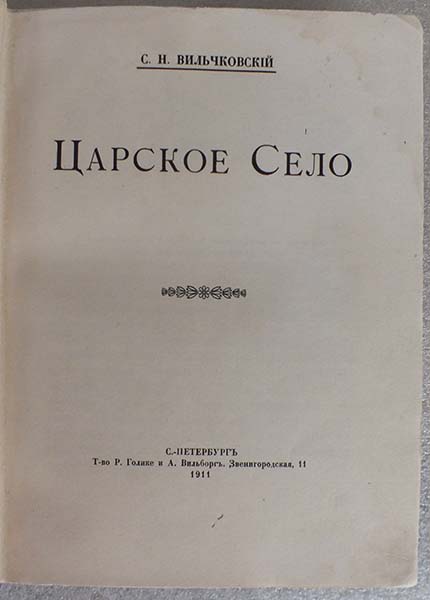 С. Н. ВИЛЬЧКОВСКІЙ
ЦАРСКОЕ СЕЛО
С.-ПЕТЕРБУРГЪ
Т-во Р. Голике и А. Вильборгъ. Звенигородская, 11
1911